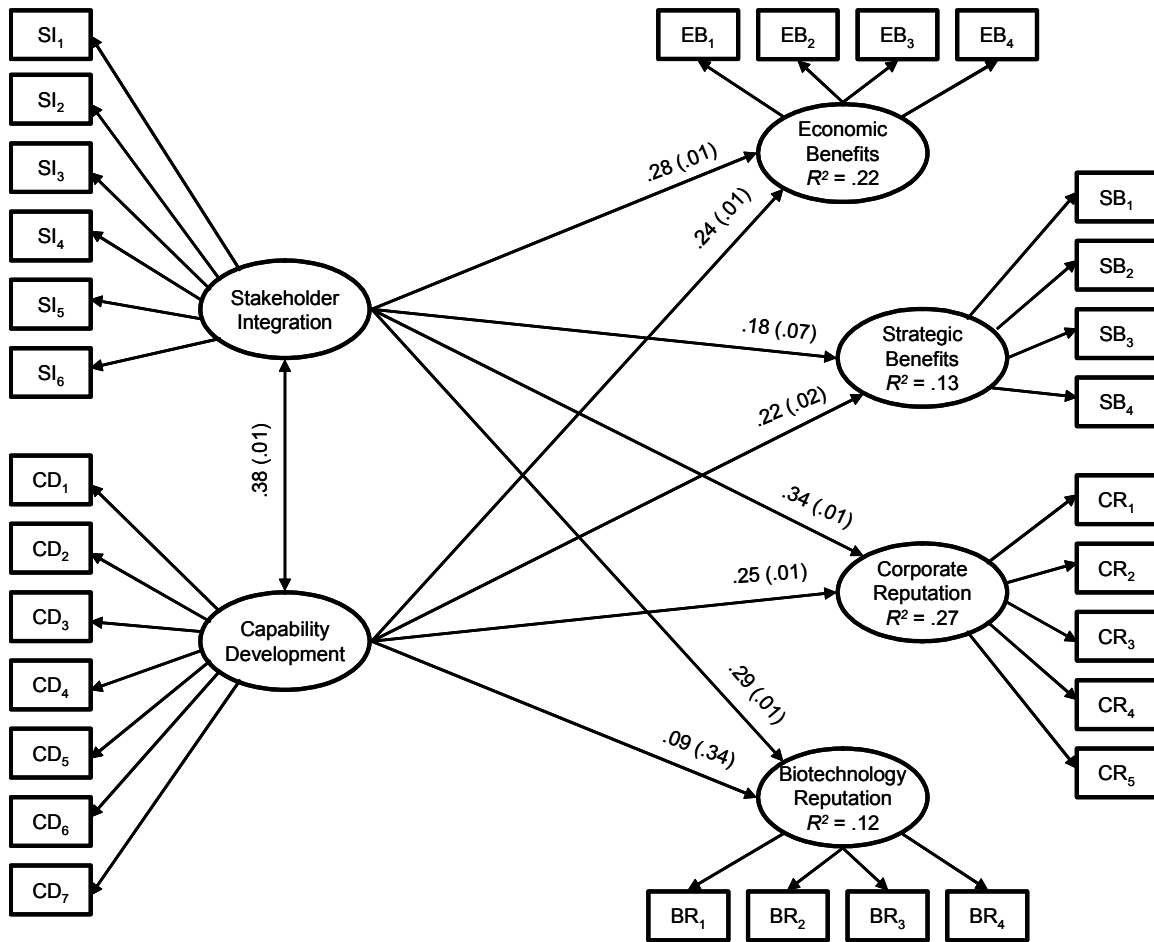 SI1
SI2
SI3
SI4
SI5
SI6
CD1
CD2
CD3
CD4
CD5
CD6
CD7
Stakeholder
Integration
.38 (.01)
Capability
Development
.28 (.01)
.24 (.01)
.18 (.07)
.22 (.02)
.34 (.01)
.25 (.01)
.29 (.01)
.09 (.34)
EB1
EB2
EB3
EB4
Economic
Benefits
R² = .22
Strategic
Benefits
R² = .13
SB1
SB2
SB3
SB4
Corporate
Reputation
R² = .27
CR1
CR2
CR3
CR4
CR5
Biotechnology
Reputation
R² = .12
BR1
BR2
BR3
BR4